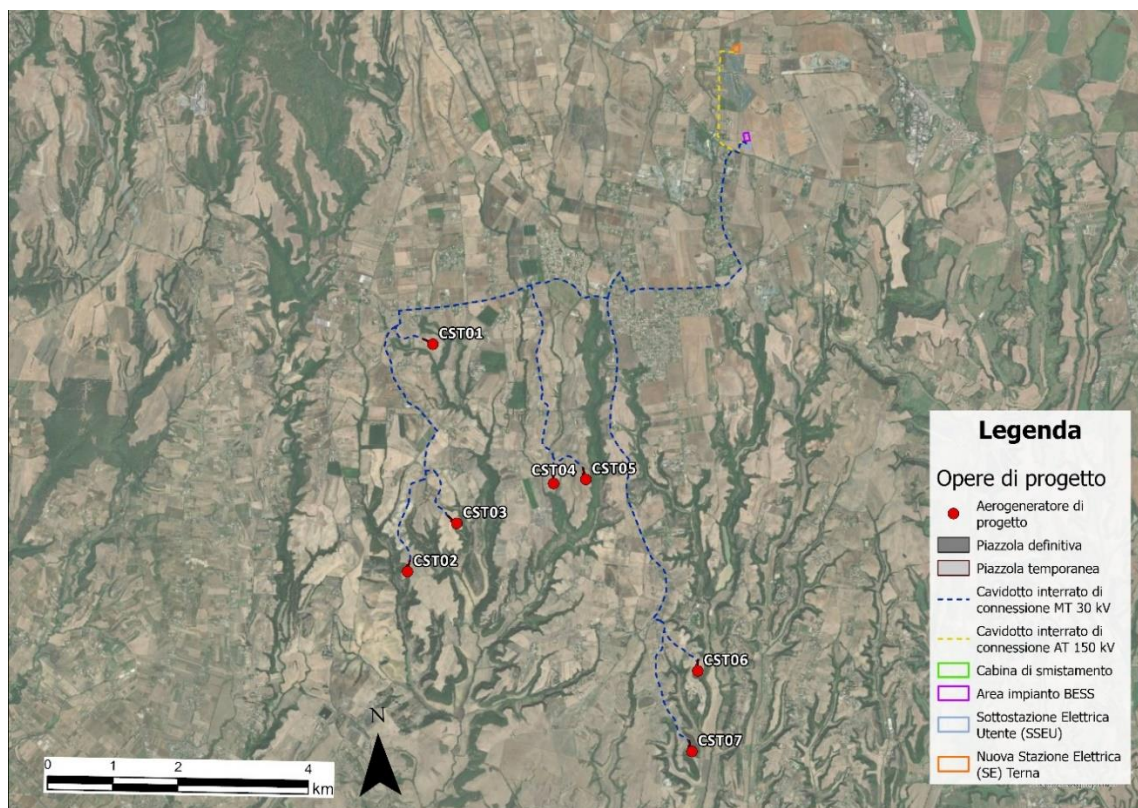 CST01
CST04
CST05
CST03
CST02
CST06
CST07
N
0 1 2 4
km
Legenda
Opere di progetto
Aerogeneratore di
progetto
Piazzola definitiva
Piazzola temporanea
Cavidotto interrato di
connessione MT 30 kV
Cavidotto interrato di
connessione AT 150 kV
Cabina di smistamento
Area impianto BESS
Sottostazione Elettrica
Utente (SSEU)
Nuova Stazione Elettrica
(SE) Terna